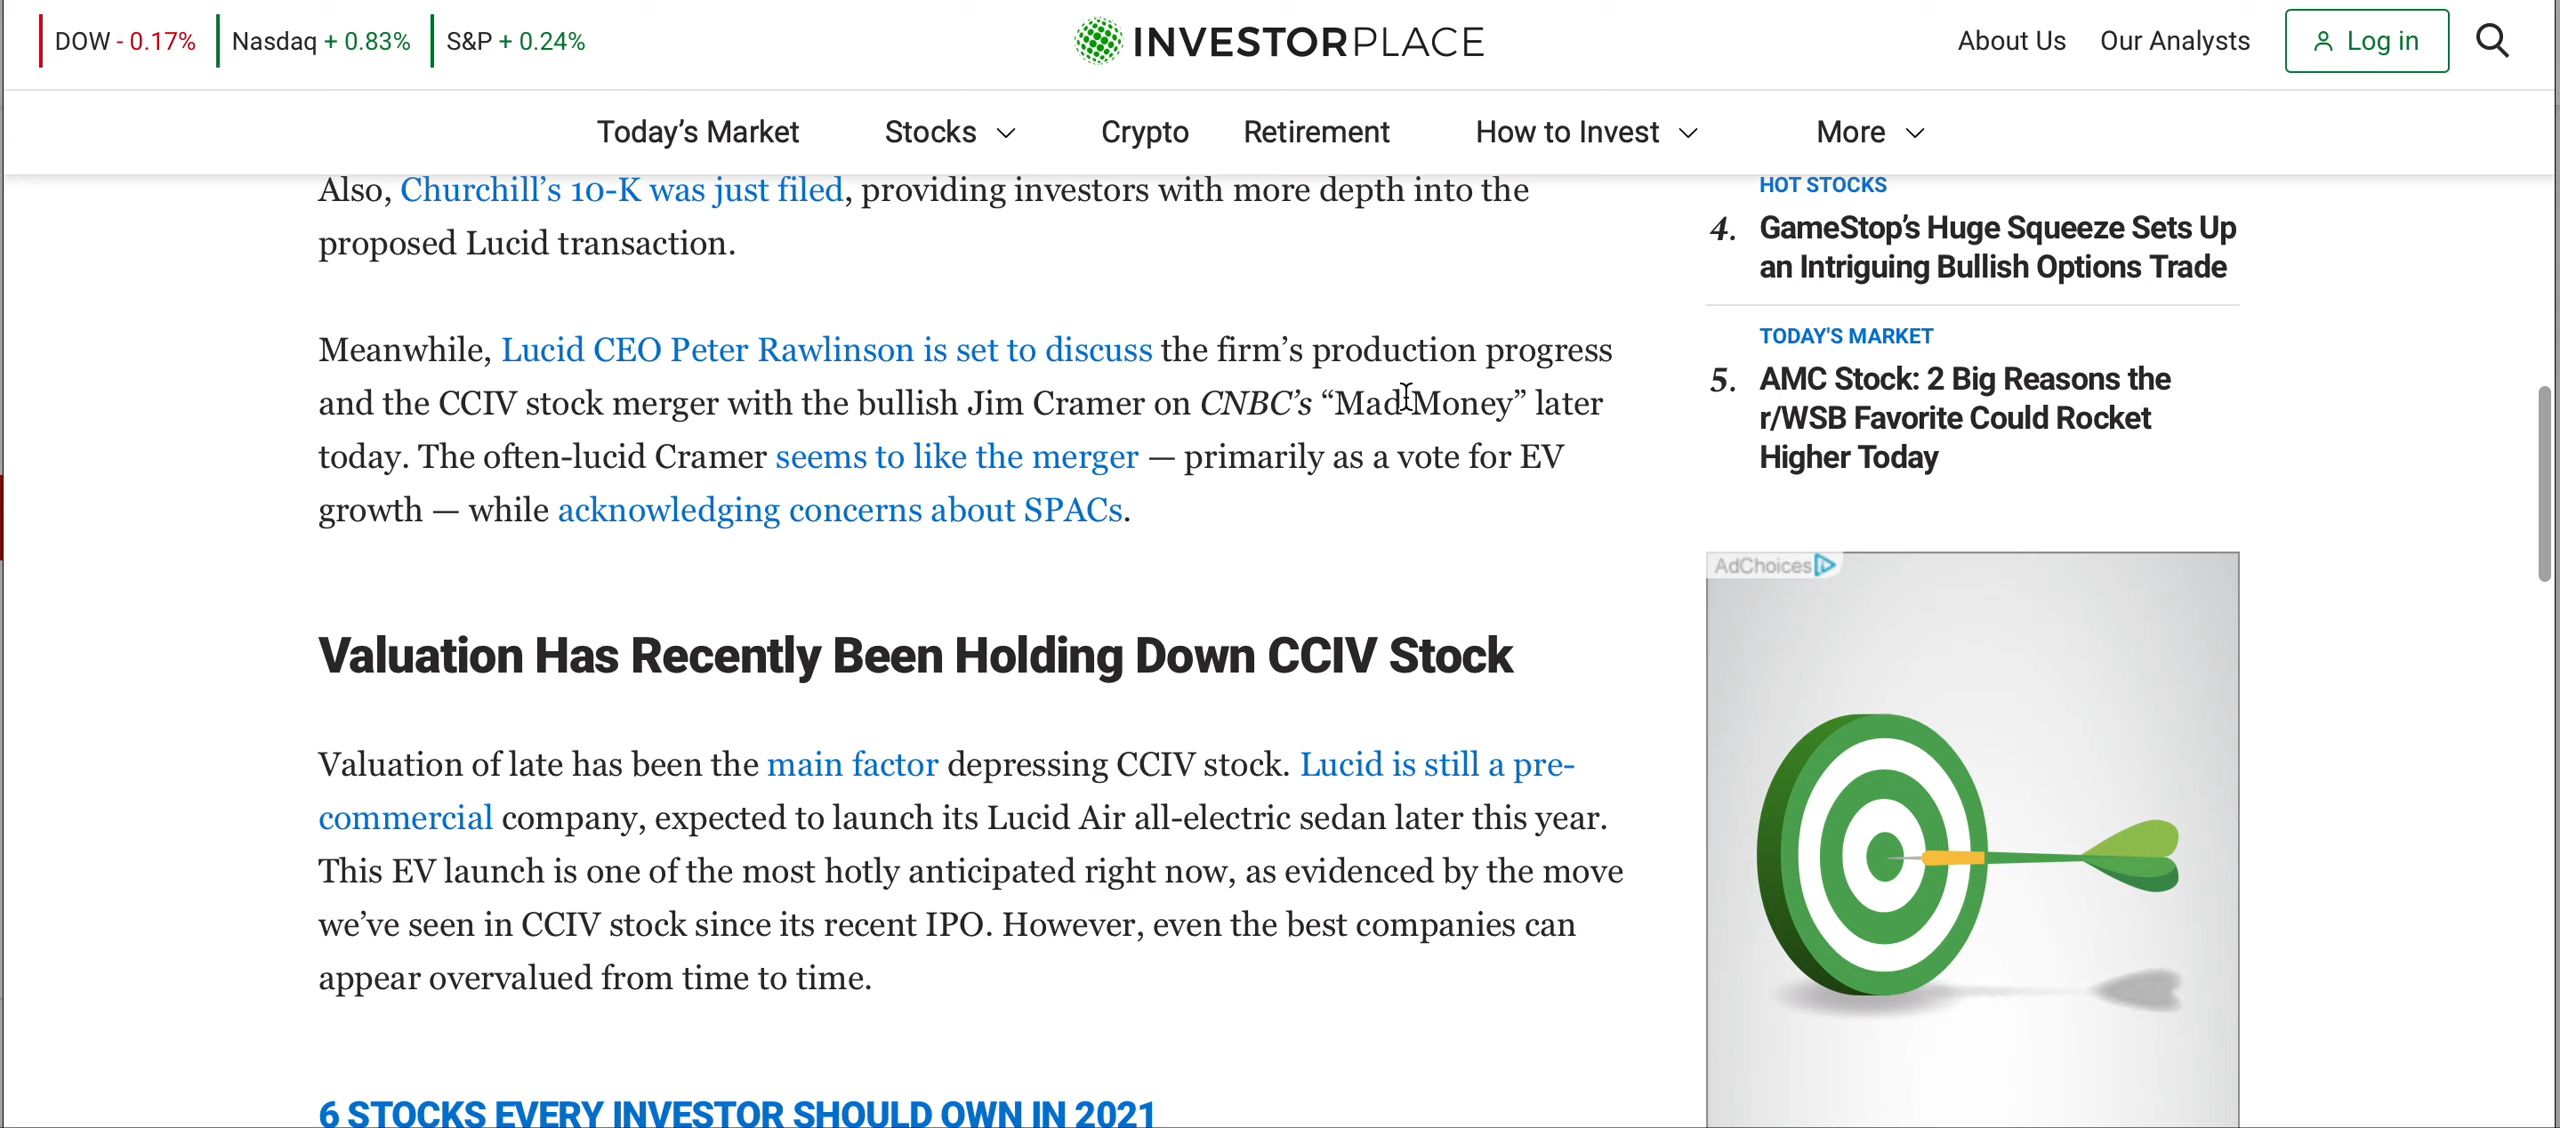 DOW - 0.17% Nasdaq + 0.83% S&P + 0.24%
INVESTORPLACE
About Us Our Analysts Log in
Today’s Market Stocks Crypto Retirement How to Invest More
Also, Churchill’s 10-K was just filed, providing investors with more depth into the
proposed Lucid transaction.
Meanwhile, Lucid CEO Peter Rawlinson is set to discuss the firm’s production progress
and the CCIV stock merger with the bullish Jim Cramer on CNBC’s “Mad Money” later
today. The often-lucid Cramer seems to like the merger — primarily as a vote for EV
growth — while acknowledging concerns about SPACs.
Valuation Has Recently Been Holding Down CCIV Stock
Valuation of late has been the main factor depressing CCIV stock. Lucid is still a pre-
commercial company, expected to launch its Lucid Air all-electric sedan later this year.
This EV launch is one of the most hotly anticipated right now, as evidenced by the move
we’ve seen in CCIV stock since its recent IPO. However, even the best companies can
appear overvalued from time to time.
6 STOCKS EVERY INVESTOR SHOULD OWN IN 2021
HOT STOCKS
4. GameStop’s Huge Squeeze Sets Up
an Intriguing Bullish Options Trade
TODAY'S MARKET
5. AMC Stock: 2 Big Reasons the
r/WSB Favorite Could Rocket
Higher Today
AdChoices